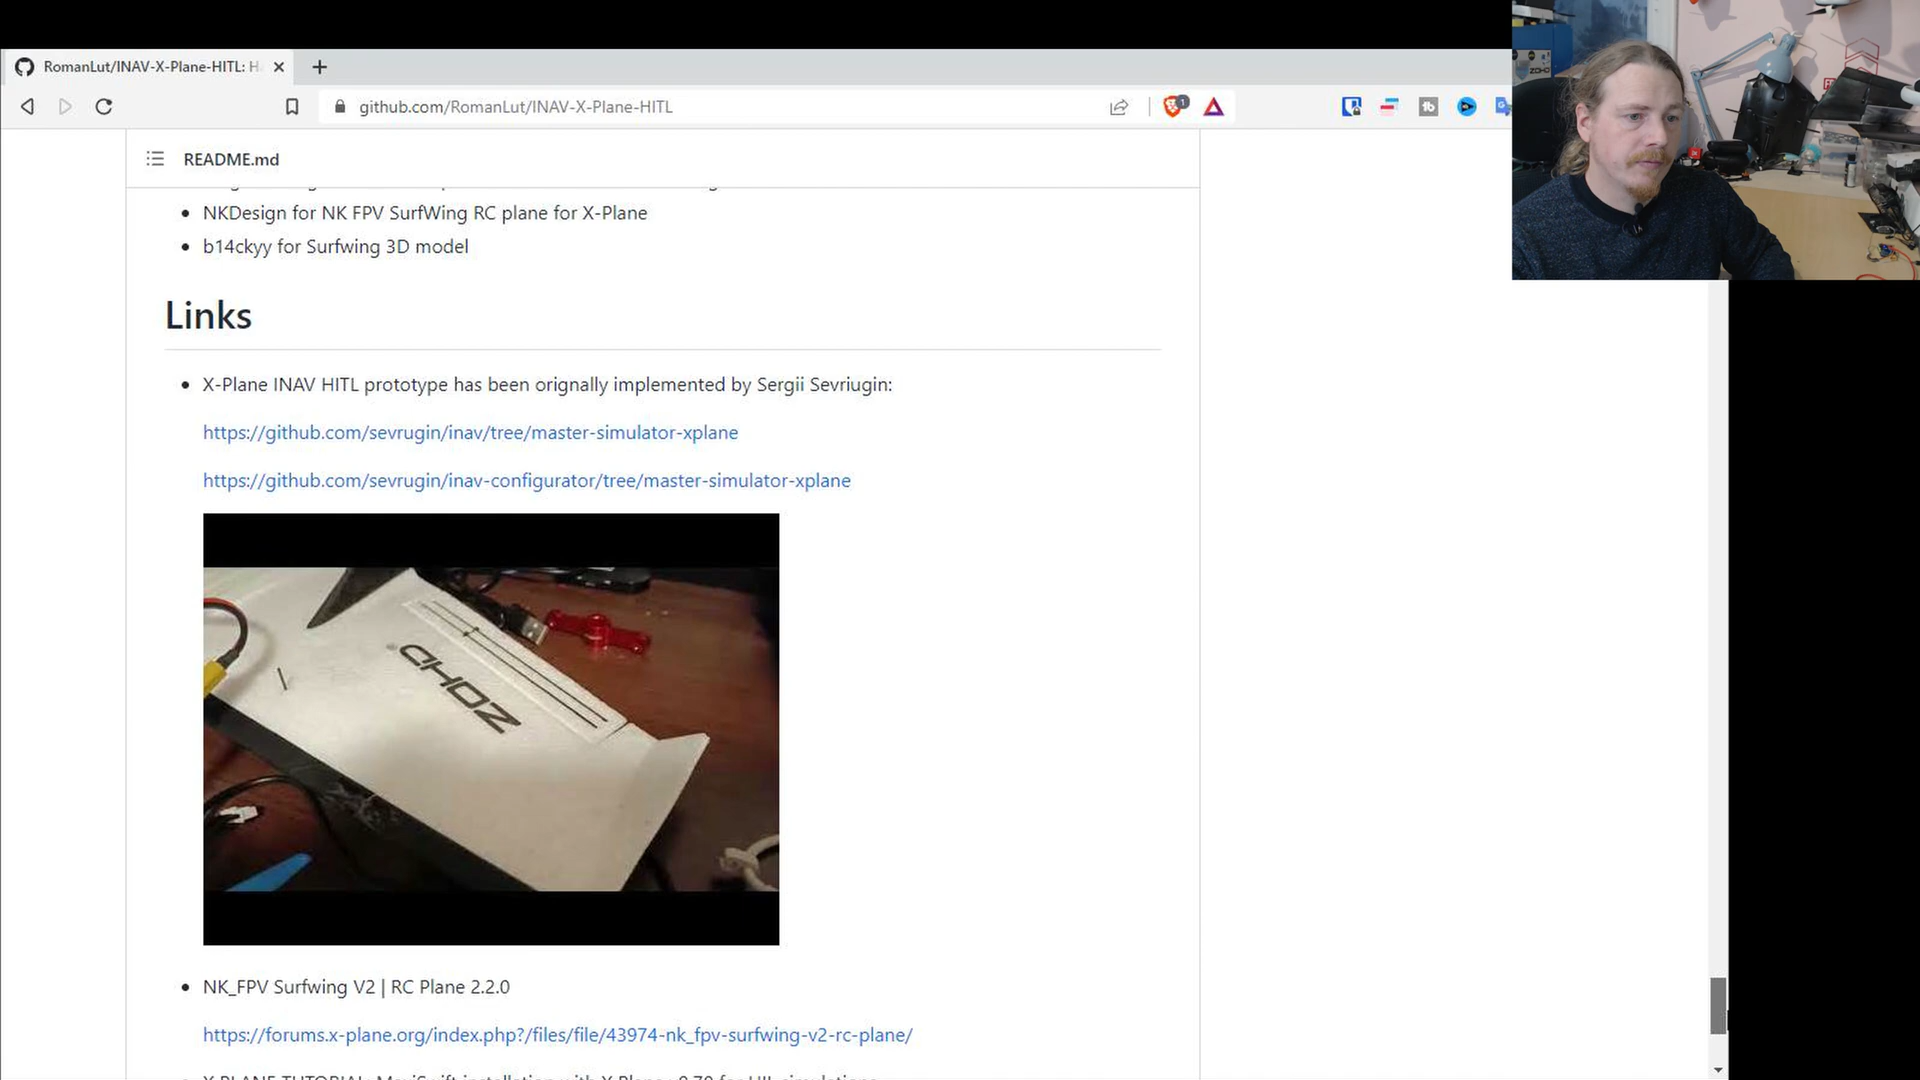 RomanLut/INAV-X-Plane-HITL: H
github.com/RomanLut/INAV-X-Plane-HITL
1
README.md
NKDesign for NK FPV SurfWing RC plane for X-Plane
b14ckyy for Surfwing 3D model
Links
X-Plane INAV HITL prototype has been orignally implemented by Sergii Sevriugin:
https://github.com/sevrugin/inav/tree/master-simulator-xplane
https://github.com/sevrugin/inav-configurator/tree/master-simulator-xplane
ZOHD
NK_FPV Surfwing V2 | RC Plane 2.2.0
https://forums.x-plane.org/index.php?/files/file/43974-nk_fpv-surfwing-v2-rc-plane/